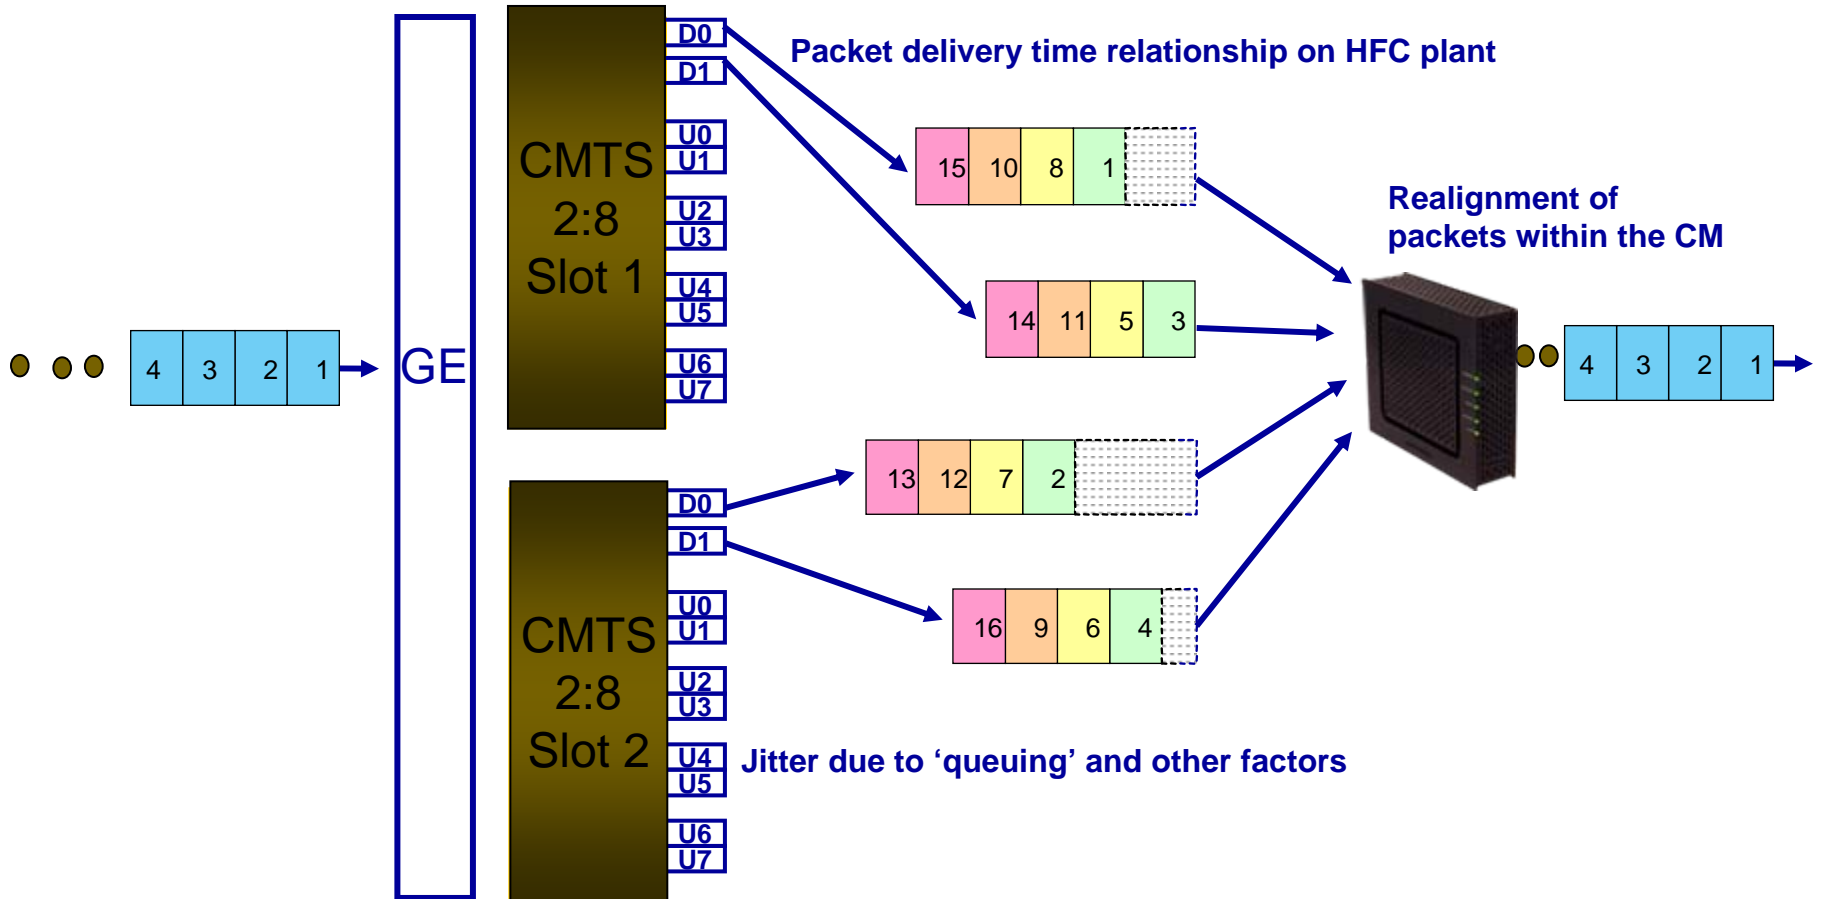 D0
D1
Packet delivery time relationship on HFC plant
U0
U1
U2
U3
U4
U5
U6
U7
CMTS
2:8
Slot 1
15 10 8 1
14 11 5 3
Realignment of
packets within the CM
4 3 2 1
GE
4 3 2 1
13 12 7 2
16 9 6 4
D0
D1
U0
U1
U2
U3
U4
U5
U6
U7
CMTS
2:8
Slot 2
Jitter due to ‘queuing’ and other factors